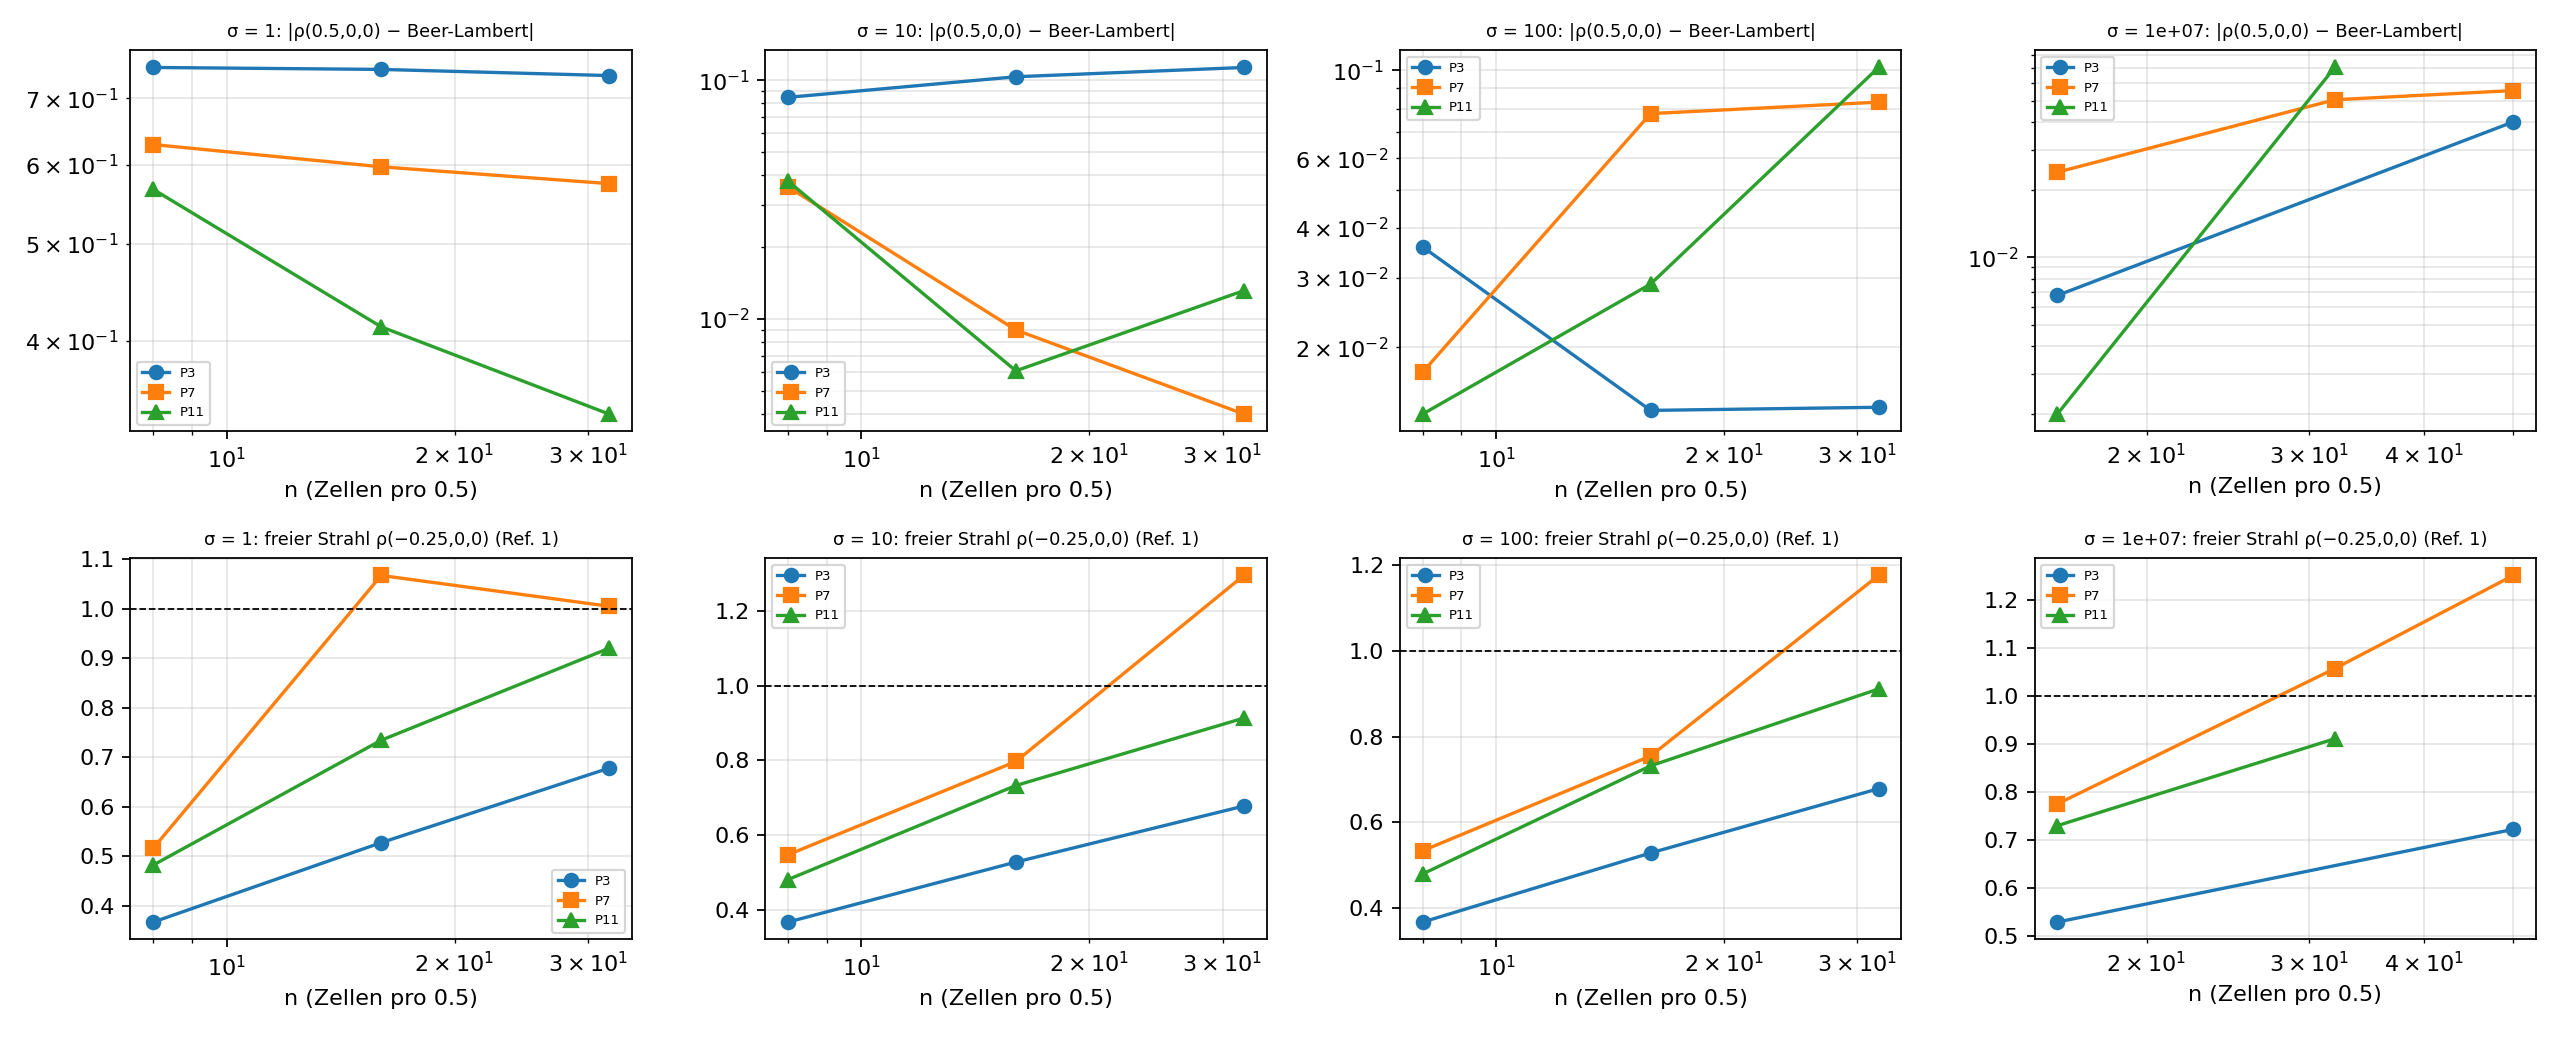 σ = 1: |ρ(0.5,0,0) − Beer-Lambert|
7 × 10⁻¹
6 × 10⁻¹
5 × 10⁻¹
4 × 10⁻¹
P3
P7
P11
10¹
2 × 10¹
3 × 10¹
n (Zellen pro 0.5)
σ = 10: |ρ(0.5,0,0) − Beer-Lambert|
10⁻¹
10⁻²
P3
P7
P11
10¹
2 × 10¹
3 × 10¹
n (Zellen pro 0.5)
σ = 100: |ρ(0.5,0,0) − Beer-Lambert|
10⁻¹
6 × 10⁻²
4 × 10⁻²
3 × 10⁻²
2 × 10⁻²
P3
P7
P11
10¹
2 × 10¹
3 × 10¹
n (Zellen pro 0.5)
σ = 1e+07: |ρ(0.5,0,0) − Beer-Lambert|
10⁻²
P3
P7
P11
2 × 10¹
3 × 10¹
4 × 10¹
n (Zellen pro 0.5)
σ = 1: freier Strahl ρ(−0.25,0,0) (Ref. 1)
1.1
1.0
0.9
0.8
0.7
0.6
0.5
0.4
P3
P7
P11
10¹
2 × 10¹
3 × 10¹
n (Zellen pro 0.5)
σ = 10: freier Strahl ρ(−0.25,0,0) (Ref. 1)
1.2
1.0
0.8
0.6
0.4
P3
P7
P11
10¹
2 × 10¹
3 × 10¹
n (Zellen pro 0.5)
σ = 100: freier Strahl ρ(−0.25,0,0) (Ref. 1)
1.2
1.0
0.8
0.6
0.4
P3
P7
P11
10¹
2 × 10¹
3 × 10¹
n (Zellen pro 0.5)
σ = 1e+07: freier Strahl ρ(−0.25,0,0) (Ref. 1)
1.2
1.1
1.0
0.9
0.8
0.7
0.6
0.5
P3
P7
P11
2 × 10¹
3 × 10¹
4 × 10¹
n (Zellen pro 0.5)